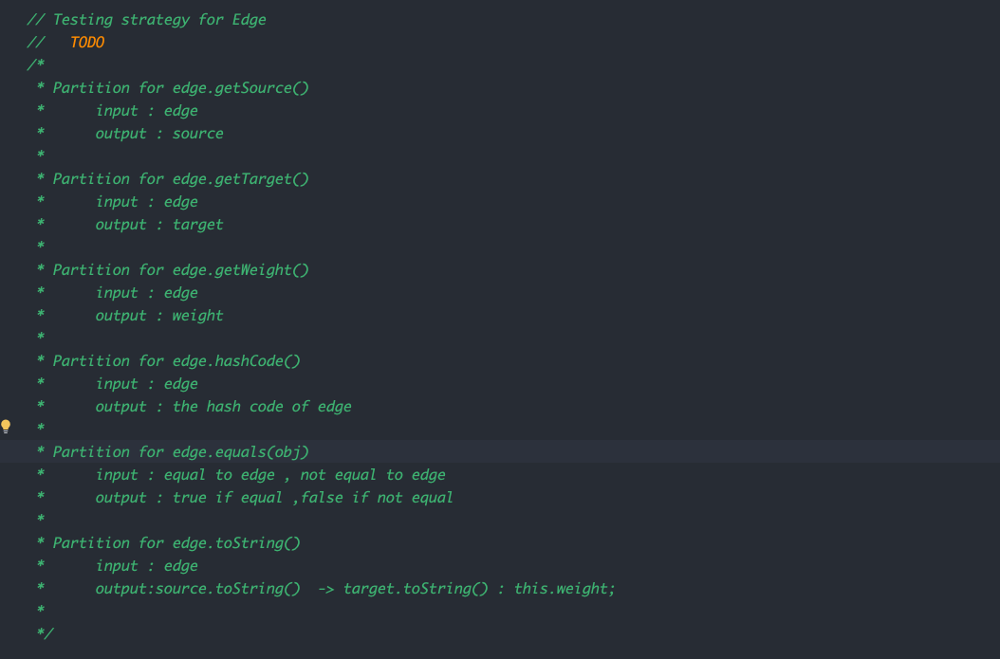 // Testing strategy for Edge
//   TODO
/*
 * Partition for edge.getSource()
 *      input : edge
 *      output : source
 *
 * Partition for edge.getTarget()
 *      input : edge
 *      output : target
 *
 * Partition for edge.getWeight()
 *      input : edge
 *      output : weight
 *
 * Partition for edge.hashCode()
 *      input : edge
 *      output : the hash code of edge
 *
 * Partition for edge.equals(obj)
 *      input : equal to edge , not equal to edge
 *      output : true if equal ,false if not equal
 *
 * Partition for edge.toString()
 *      input : edge
 *      output:source.toString()  -> target.toString() : this.weight;
 *
 */